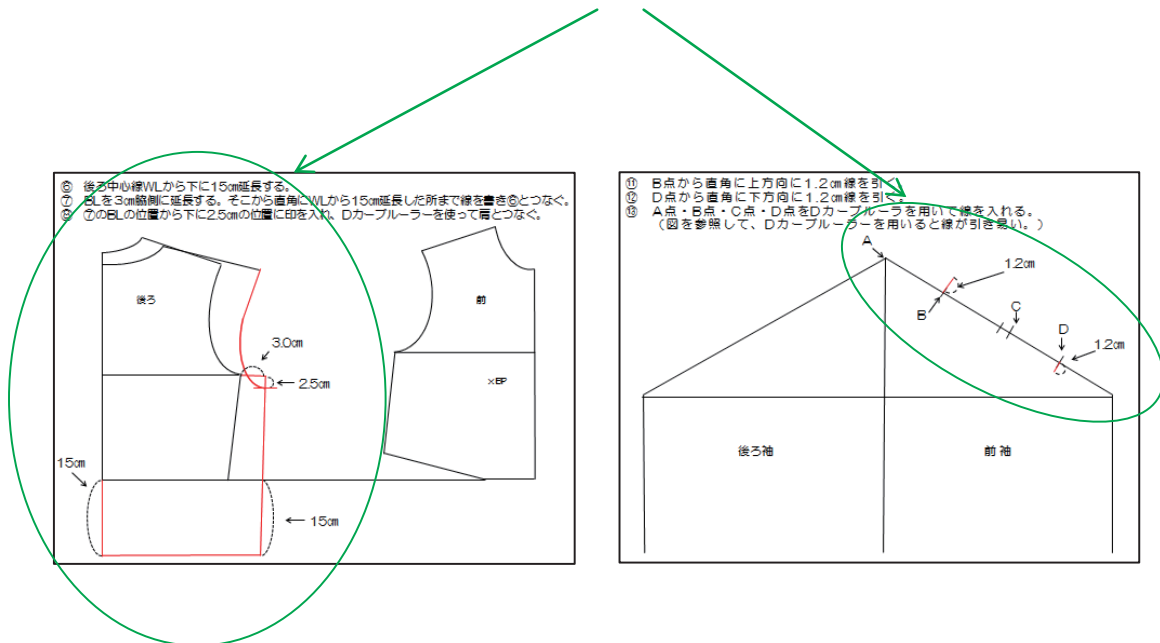 ⑥ 後ろ中心線WLから下に15㎝延長する。
⑦ BLを3㎝脇側に延長する。そこから直角にWLから15㎝延長した所まで線を書き⑥とつなぐ。
⑧ ⑦のBLの位置から下に2.5㎝の位置に印を入れ、Dカーブルーラーを使って肩とつなぐ。
後ろ
前
3.0㎝
2.5㎝
×BP
15㎝
15㎝
⑪ B点から直角に上方向に1.2㎝線を引く。
⑫ D点から直角に下方向に1.2㎝線を引く。
⑬ A点・B点・C点・D点をDカーブルーラを用いて線を入れる。
（図を参照して、Dカーブルーラーを用いると線が引き易い。）
A
1.2㎝
B
C
D
1.2㎝
後ろ袖
前 袖